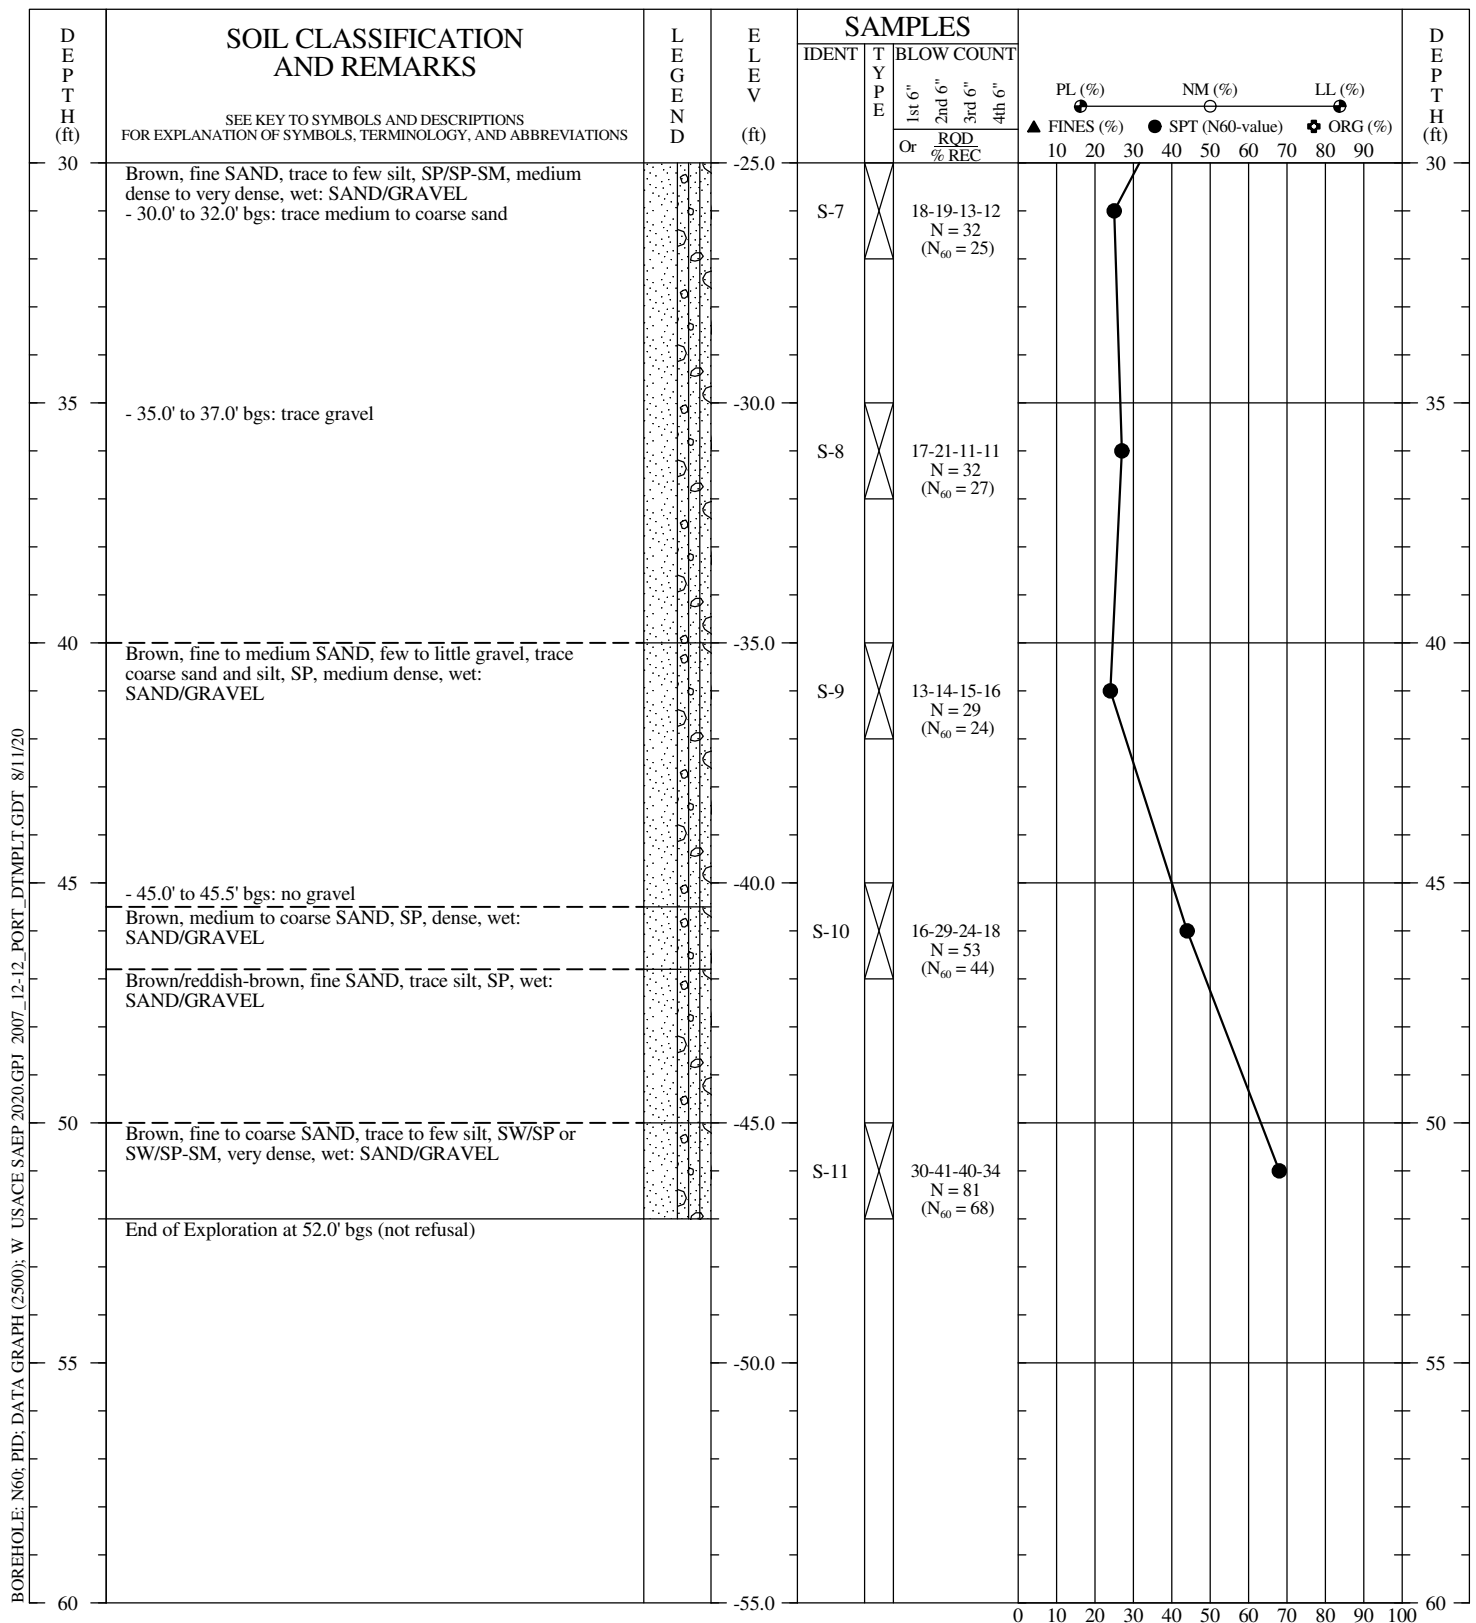 DEPTH
(ft)
SOIL CLASSIFICATION
AND REMARKS
SEE KEY TO SYMBOLS AND DESCRIPTIONS
FOR EXPLANATION OF SYMBOLS, TERMINOLOGY, AND ABBREVIATIONS
LEGEND
ELEV
(ft)
SAMPLES
IDENT
TYPE
BLOW COUNT
1st 6"
2nd 6"
3rd 6"
4th 6"
Or RQD
% REC
PL (%) NM (%) LL (%)
FINES (%) SPT (N60-value) ORG (%)
10 20 30 40 50 60 70 80 90
DEPTH
(ft)
30 -25.0 30
Brown, fine SAND, trace to few silt, SP/SP-SM, medium
dense to very dense, wet: SAND/GRAVEL
- 30.0' to 32.0' bgs: trace medium to coarse sand
S-7 18-19-13-12
N = 32
(N₆₀ = 25)
35 -30.0 35
- 35.0' to 37.0' bgs: trace gravel
S-8 17-21-11-11
N = 32
(N₆₀ = 27)
40 -35.0 40
Brown, fine to medium SAND, few to little gravel, trace
coarse sand and silt, SP, medium dense, wet:
SAND/GRAVEL
S-9 13-14-15-16
N = 29
(N₆₀ = 24)
45 -40.0 45
- 45.0' to 45.5' bgs: no gravel
Brown, medium to coarse SAND, SP, dense, wet:
SAND/GRAVEL
S-10 16-29-24-18
N = 53
(N₆₀ = 44)
Brown/reddish-brown, fine SAND, trace silt, SP, wet:
SAND/GRAVEL
50 -45.0 50
Brown, fine to coarse SAND, trace to few silt, SW/SP or
SW/SP-SM, very dense, wet: SAND/GRAVEL
S-11 30-41-40-34
N = 81
(N₆₀ = 68)
End of Exploration at 52.0' bgs (not refusal)
55 -50.0 55
60 -55.0 60
0 10 20 30 40 50 60 70 80 90 100
BOREHOLE: N60; PID; DATA GRAPH (2500); W USACE SAEP 2020.GPJ 2007_12-12_PORT_DTMPLT.GDT 8/11/20